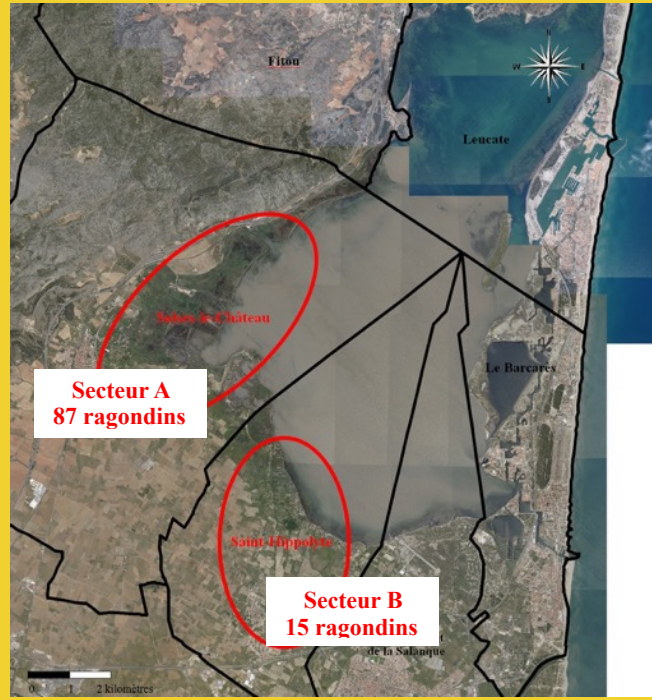 Fitou
N
W
E
S
Leucate
Salses-le-Château
Le Barcarès
Secteur A
87 ragondins
Saint-Hippolyte
Secteur B
15 ragondins
de la Salanque
0 1 2 kilomètres